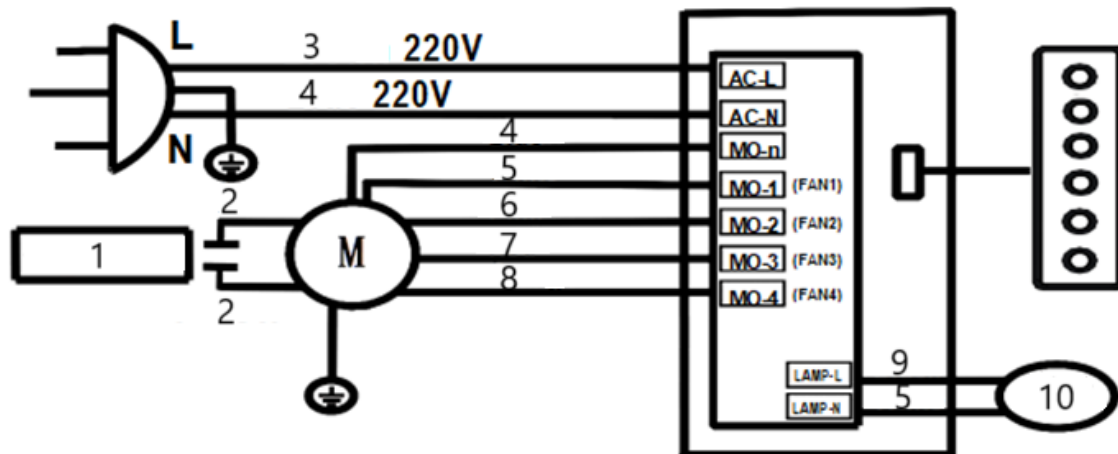 L 3 220V
4 220V
N
AC-L
AC-N
4 MO-n
5 MO-1 (FAN1)
2 6 MO-2 (FAN2)
1 M 7 MO-3 (FAN3)
2 8 MO-4 (FAN4)
LAMP-L 9
LAMP-N 5
10